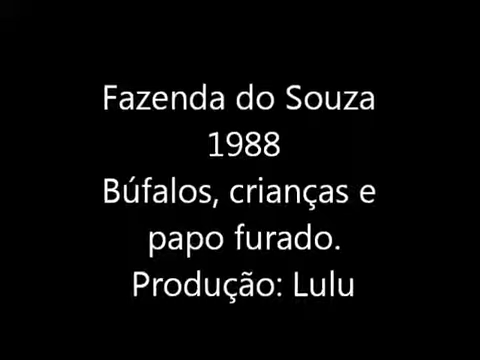 Fazenda do Souza
1988
Búfalos, crianças e
papo furado.
Produção: Lulu